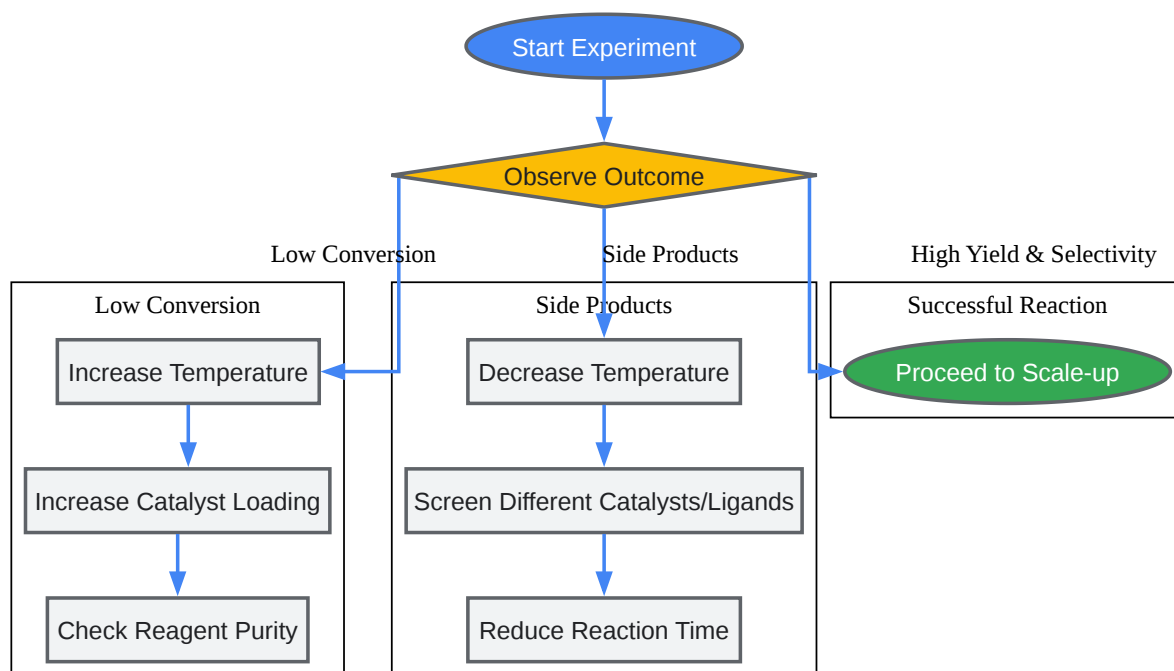 Start Experiment
Observe Outcome
Low Conversion
Side Products
High Yield & Selectivity
Low Conversion
Side Products
Successful Reaction
Increase Temperature
Decrease Temperature
Proceed to Scale-up
Increase Catalyst Loading
Screen Different Catalysts/Ligands
Check Reagent Purity
Reduce Reaction Time